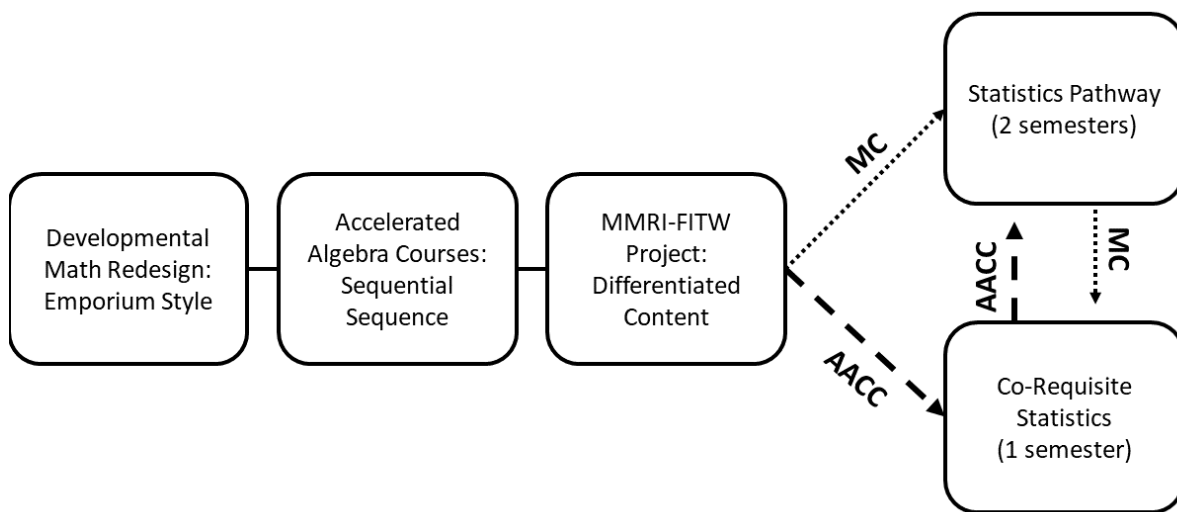 Developmental
Math Redesign:
Emporium Style
Accelerated
Algebra Courses:
Sequential
Sequence
MMRI-FITW
Project:
Differentiated
Content
MC
AACC
Statistics Pathway
(2 semesters)
AACC
MC
Co-Requisite
Statistics
(1 semester)